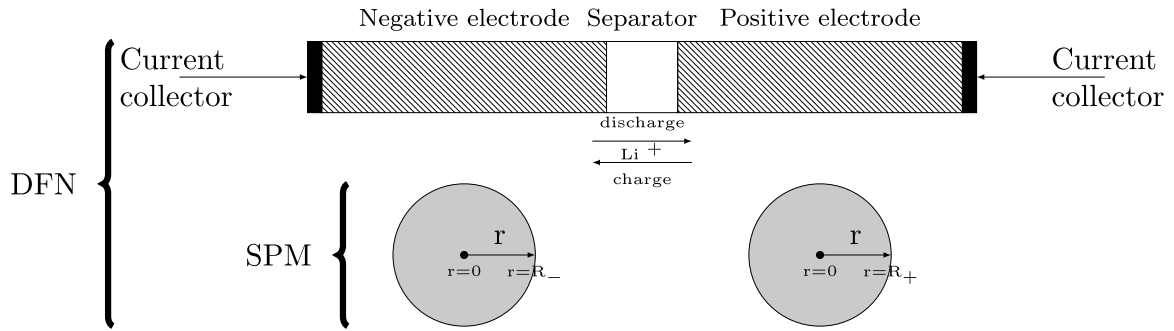 Negative electrode Separator Positive electrode
Current
collector
Current
collector
discharge
Li +
charge
DFN
SPM
r
r=0 r=R−
r
r=0 r=R+